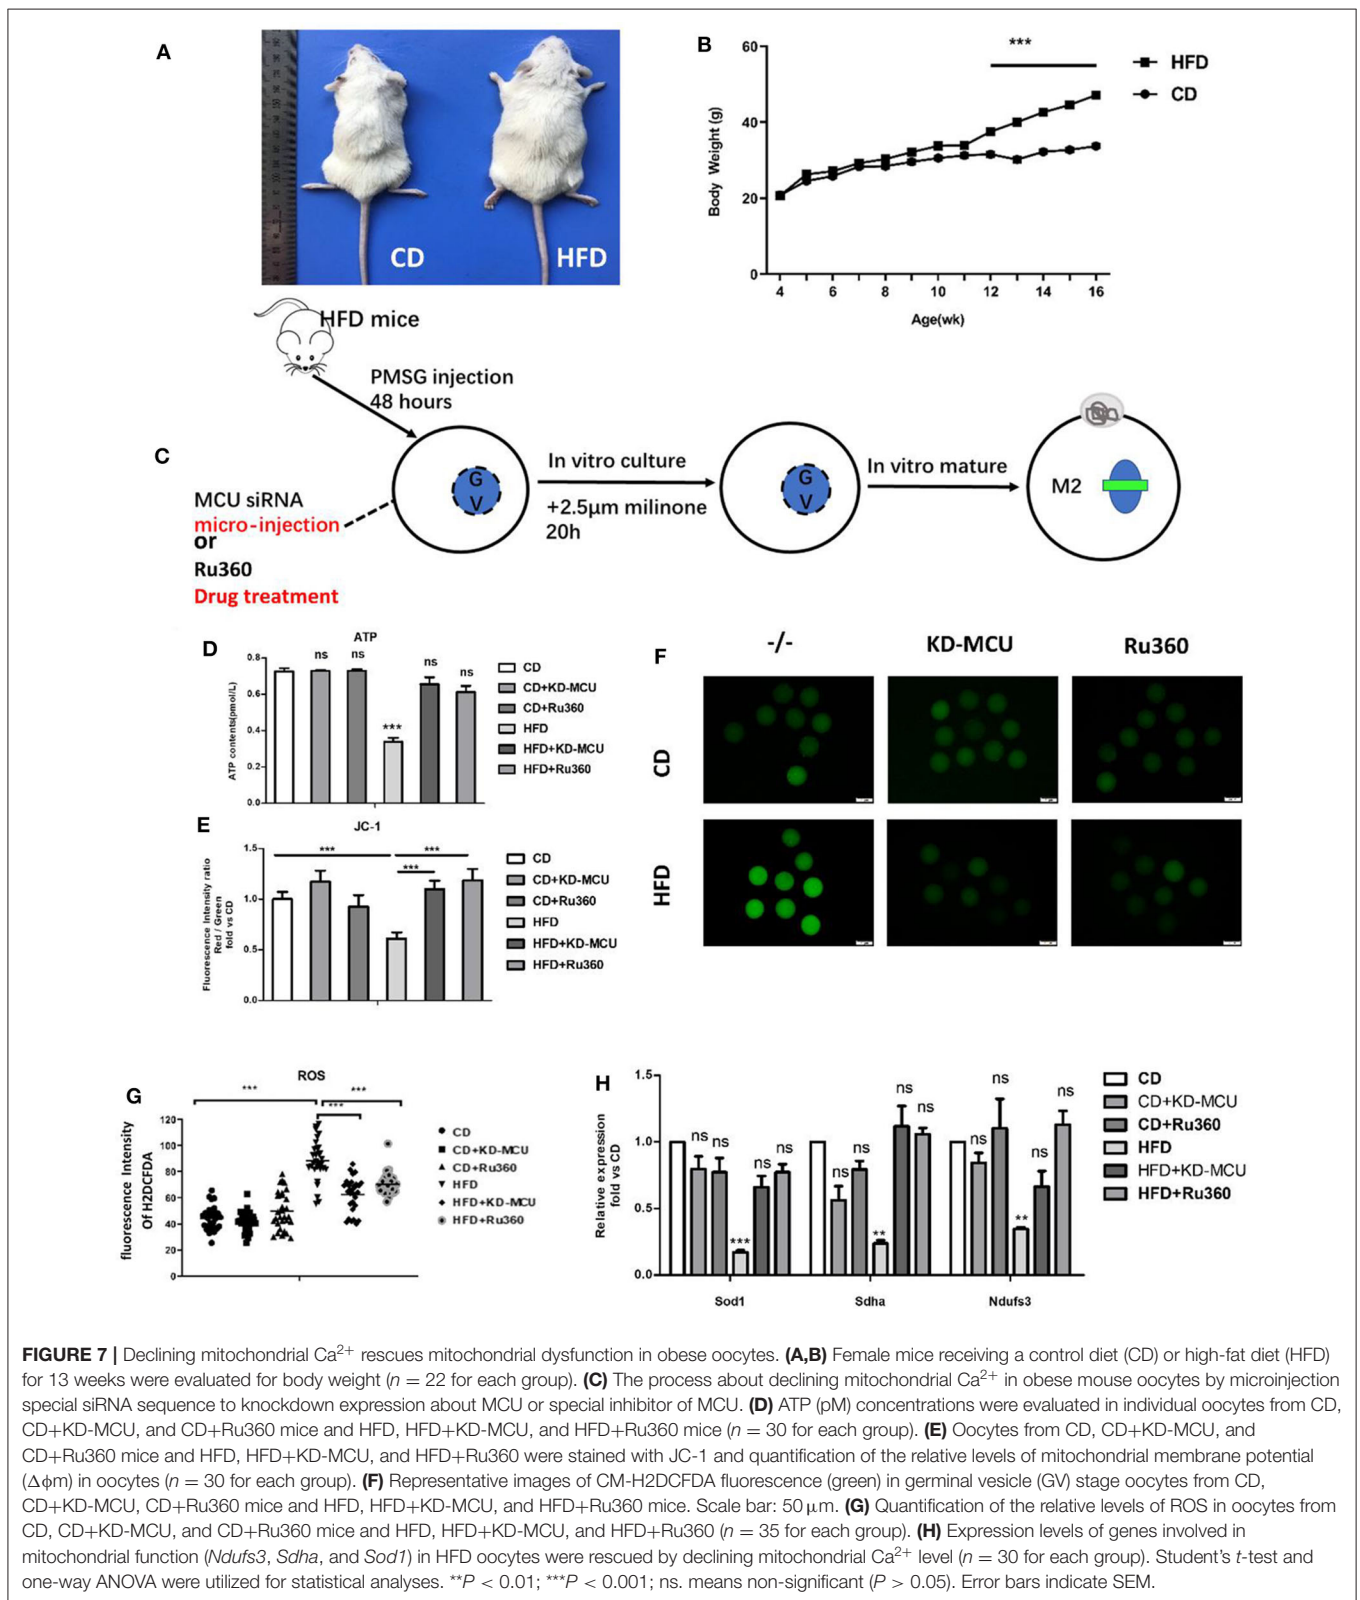 A
CD
HFD
B
60
40
20
0
Body Weight (g)
***
HFD
CD
4 6 8 10 12 14 16
Age(wk)
HFD mice
PMSG injection
48 hours
C
MCU siRNA
micro-injection
or
Ru360
Drug treatment
G
V
In vitro culture
+2.5μm milinone
20h
G
V
In vitro mature
M2
D
ATP
0.8
0.6
0.4
0.2
0.0
ATP contents(pmol/L)
ns ns *** ns ns
CD
CD+KD-MCU
CD+Ru360
HFD
HFD+KD-MCU
HFD+Ru360
E
JC-1
1.5
1.0
0.5
0.0
Fluorescence Intensity ratio
Red / Green
fold vs CD
*** *** ***
CD
CD+KD-MCU
CD+Ru360
HFD
HFD+KD-MCU
HFD+Ru360
F
-/- KD-MCU Ru360
CD
HFD
G
ROS
120
100
80
60
40
20
0
fluorescence Intensity
Of H2DCFDA
*** *** ***
CD
CD+KD-MCU
CD+Ru360
HFD
HFD+KD-MCU
HFD+Ru360
H
1.5
1.0
0.5
0.0
Relative expression
fold vs CD
ns ns *** ns ns
ns ** ns ns
ns ns ** ns ns
Sod1 Sdha Ndufs3
CD
CD+KD-MCU
CD+Ru360
HFD
HFD+KD-MCU
HFD+Ru360
FIGURE 7 | Declining mitochondrial Ca2+ rescues mitochondrial dysfunction in obese oocytes. (A,B) Female mice receiving a control diet (CD) or high-fat diet (HFD)
for 13 weeks were evaluated for body weight (n = 22 for each group). (C) The process about declining mitochondrial Ca2+ in obese mouse oocytes by microinjection
special siRNA sequence to knockdown expression about MCU or special inhibitor of MCU. (D) ATP (pM) concentrations were evaluated in individual oocytes from CD,
CD+KD-MCU, and CD+Ru360 mice and HFD, HFD+KD-MCU, and HFD+Ru360 mice (n = 30 for each group). (E) Oocytes from CD, CD+KD-MCU, and
CD+Ru360 mice and HFD, HFD+KD-MCU, and HFD+Ru360 were stained with JC-1 and quantification of the relative levels of mitochondrial membrane potential
(Δϕm) in oocytes (n = 30 for each group). (F) Representative images of CM-H2DCFDA fluorescence (green) in germinal vesicle (GV) stage oocytes from CD,
CD+KD-MCU, CD+Ru360 mice and HFD, HFD+KD-MCU, and HFD+Ru360 mice. Scale bar: 50 μm. (G) Quantification of the relative levels of ROS in oocytes from
CD, CD+KD-MCU, and CD+Ru360 mice and HFD, HFD+KD-MCU, and HFD+Ru360 (n = 35 for each group). (H) Expression levels of genes involved in
mitochondrial function (Ndufs3, Sdha, and Sod1) in HFD oocytes were rescued by declining mitochondrial Ca2+ level (n = 30 for each group). Student's t-test and
one-way ANOVA were utilized for statistical analyses. **P < 0.01; ***P < 0.001; ns. means non-significant (P > 0.05). Error bars indicate SEM.